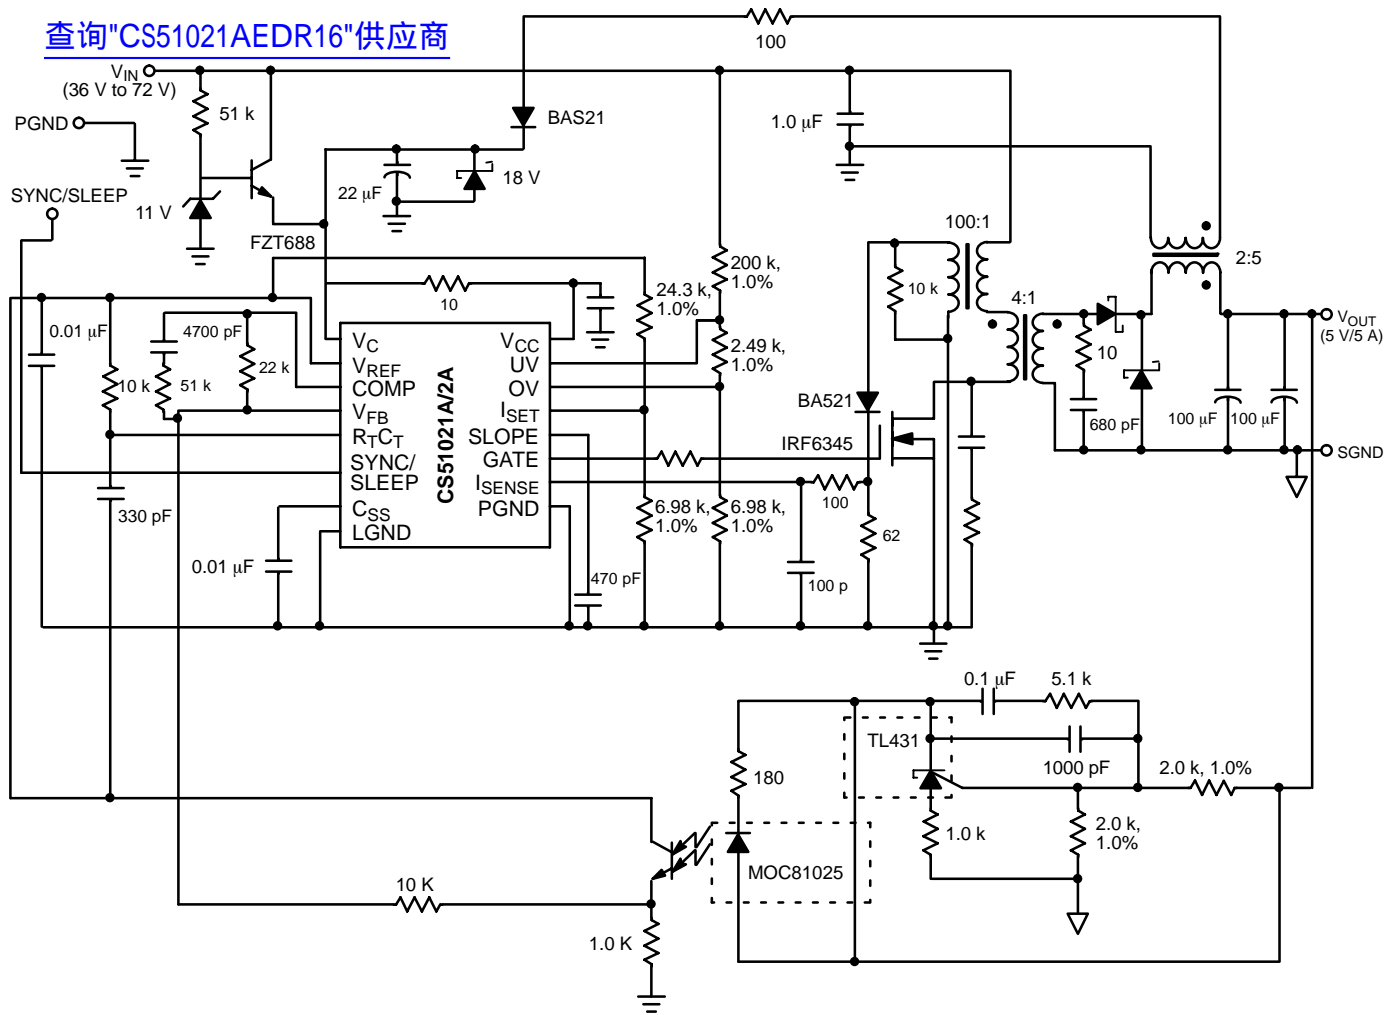 查询"CS51021AEDR16"供应商
100
VIN
(36 V to 72 V)
51 k
BAS21
1.0 μF
PGND
SYNC/SLEEP
11 V
22 μF
18 V
FZT688
100:1
2:5
10
24.3 k,
1.0%
200 k,
1.0%
10 k
4:1
0.01 μF
4700 pF
10 k
51 k
22 k
VC
VREF
COMP
VFB
RTCT
SYNC/
SLEEP
CSS
LGND
CS51021A/2A
VCC
UV
OV
ISET
SLOPE
GATE
ISENSE
PGND
2.49 k,
1.0%
BA521
IRF6345
10
680 pF
100 μF
100 μF
VOUT
(5 V/5 A)
SGND
330 pF
0.01 μF
6.98 k,
1.0%
6.98 k,
1.0%
100
62
470 pF
100 p
0.1 μF
5.1 k
TL431
1000 pF
180
2.0 k, 1.0%
1.0 k
2.0 k,
1.0%
MOC81025
10 K
1.0 K